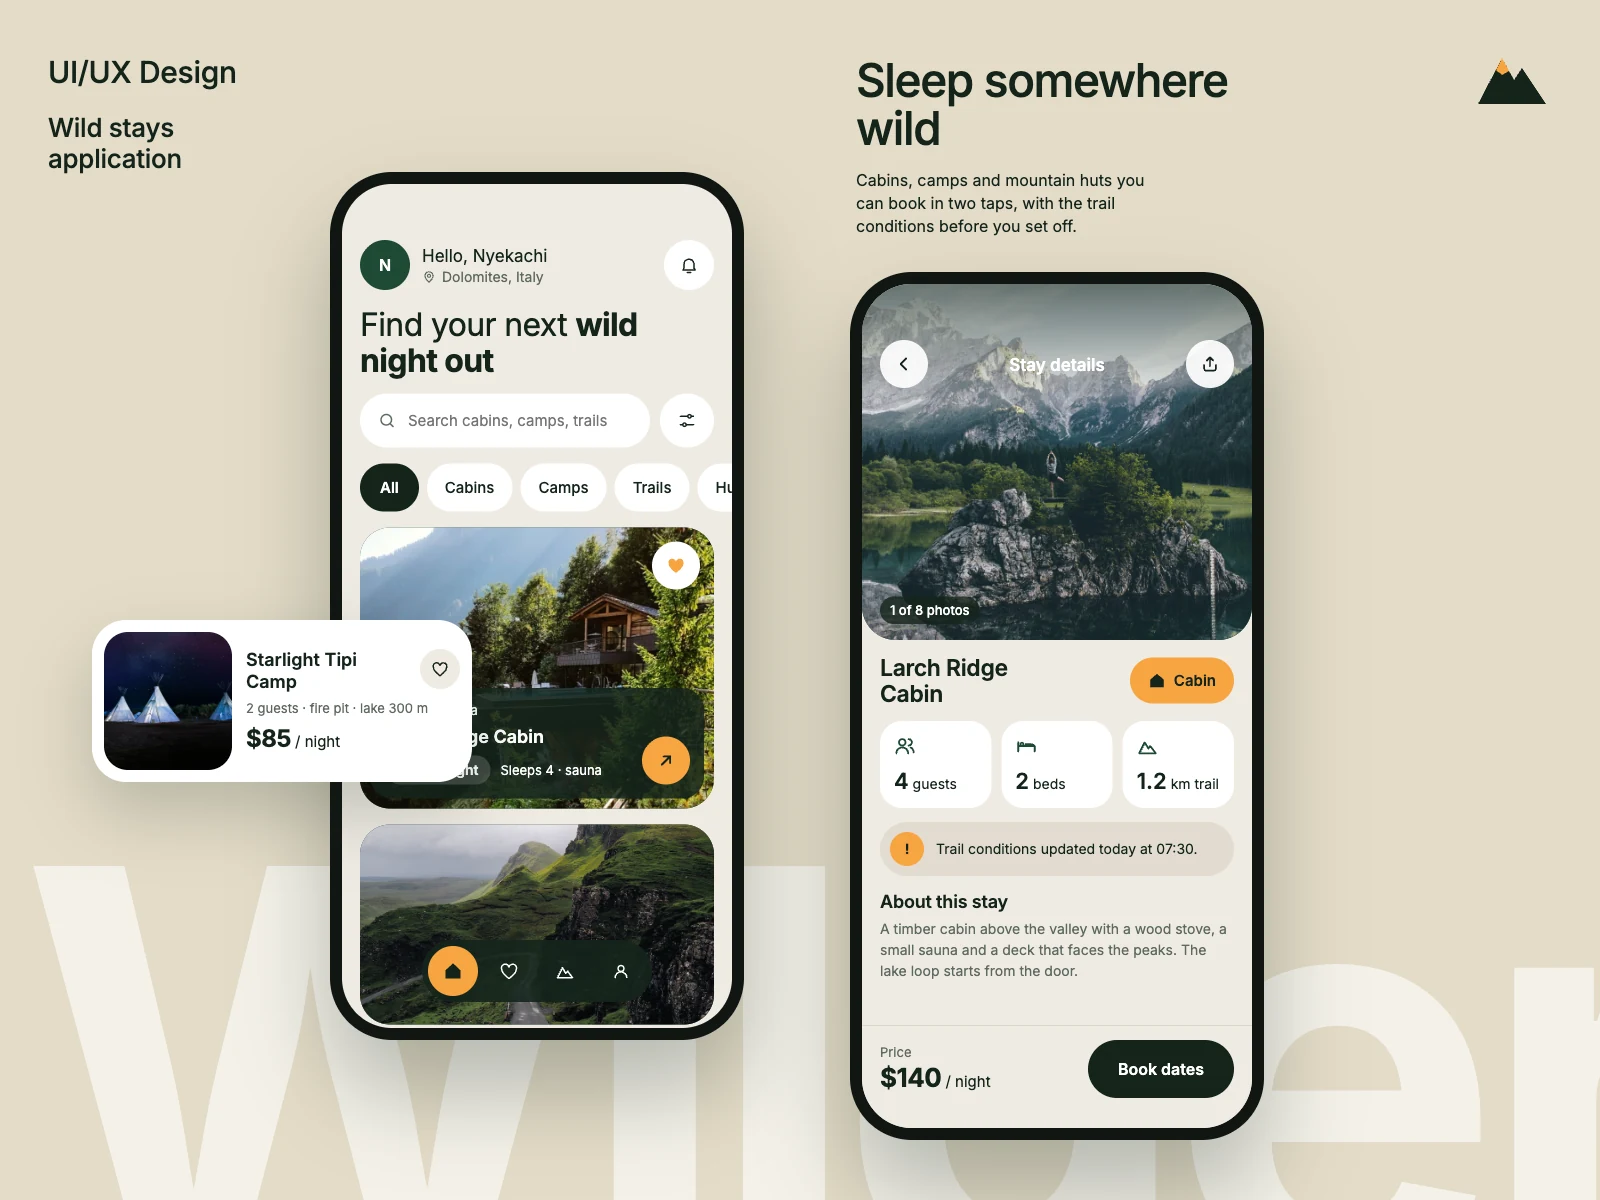 UI/UX Design
Wild stays
application
Sleep somewhere
wild
Cabins, camps and mountain huts you
can book in two taps, with the trail
conditions before you set off.
N
Hello, Nyekachi
Dolomites, Italy
Find your next wild
night out
Search cabins, camps, trails
All
Cabins
Camps
Trails
Starlight Tipi
Camp
2 guests · fire pit · lake 300 m
$85 / night
Cabin
Sleeps 4 · sauna
Stay details
1 of 8 photos
Larch Ridge
Cabin
Cabin
4 guests
2 beds
1.2 km trail
! Trail conditions updated today at 07:30.
About this stay
A timber cabin above the valley with a wood stove, a
small sauna and a deck that faces the peaks. The
lake loop starts from the door.
Price
$140 / night
Book dates